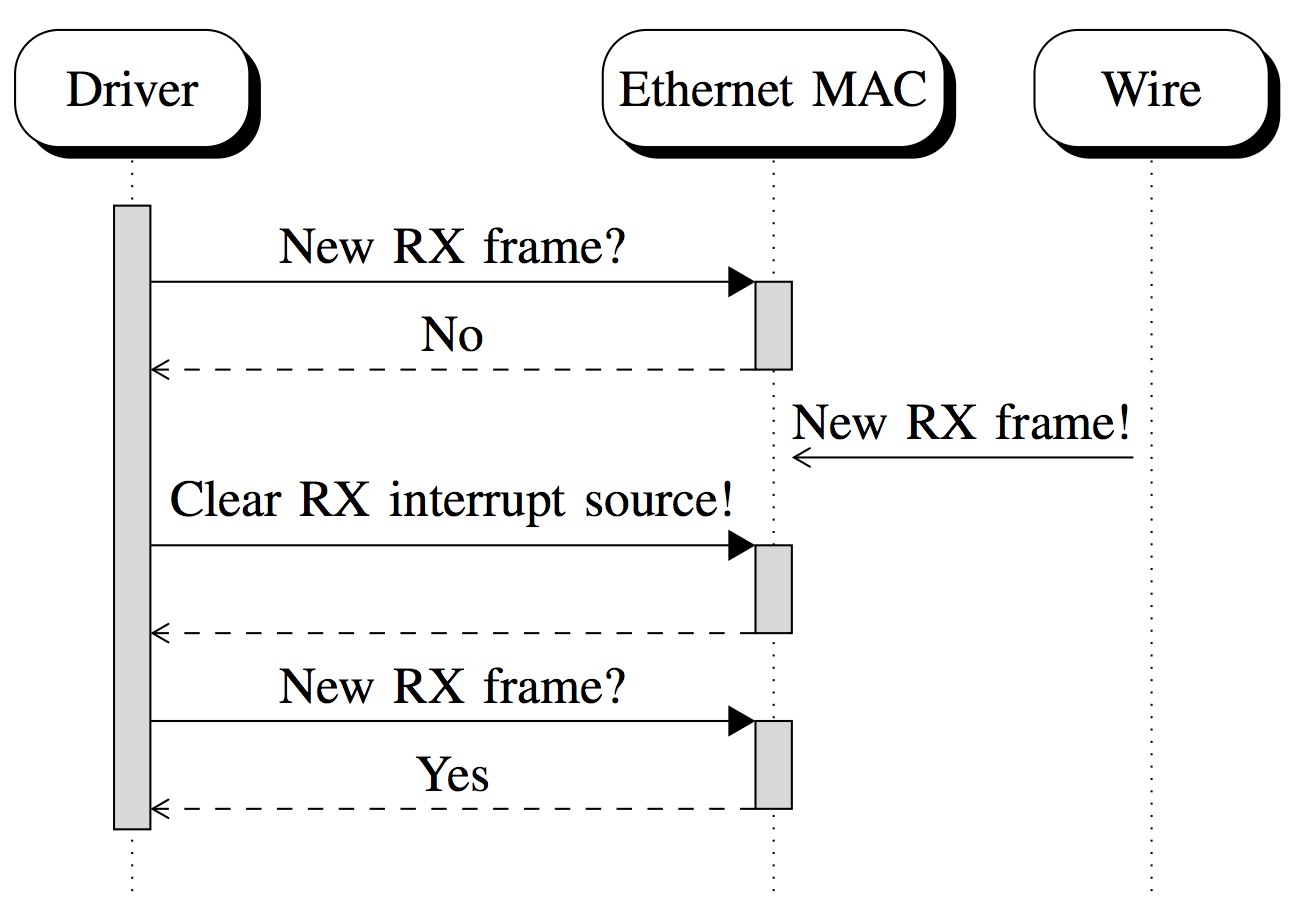 Driver
Ethernet MAC
Wire
New RX frame?
No
New RX frame!
Clear RX interrupt source!
New RX frame?
Yes